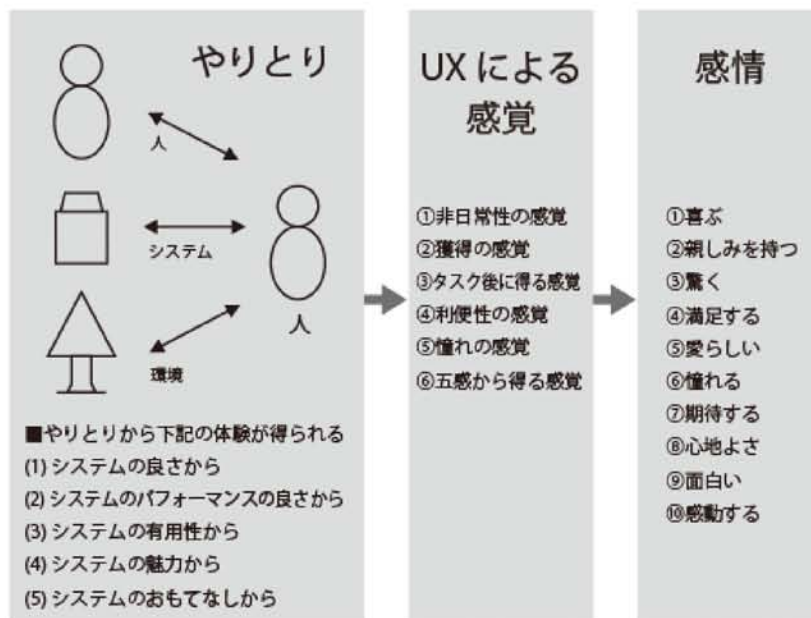 やりとり
人
システム
人
環境
■やりとりから下記の体験が得られる
(1) システムの良さから
(2) システムのパフォーマンスの良さから
(3) システムの有用性から
(4) システムの魅力から
(5) システムのおもてなしから
UX による
感覚
①非日常性の感覚
②獲得の感覚
③タスク後に得る感覚
④利便性の感覚
⑤憧れの感覚
⑥五感から得る感覚
感情
①喜ぶ
②親しみを持つ
③驚く
④満足する
⑤愛らしい
⑥憧れる
⑦期待する
⑧心地よさ
⑨面白い
⑩感動する